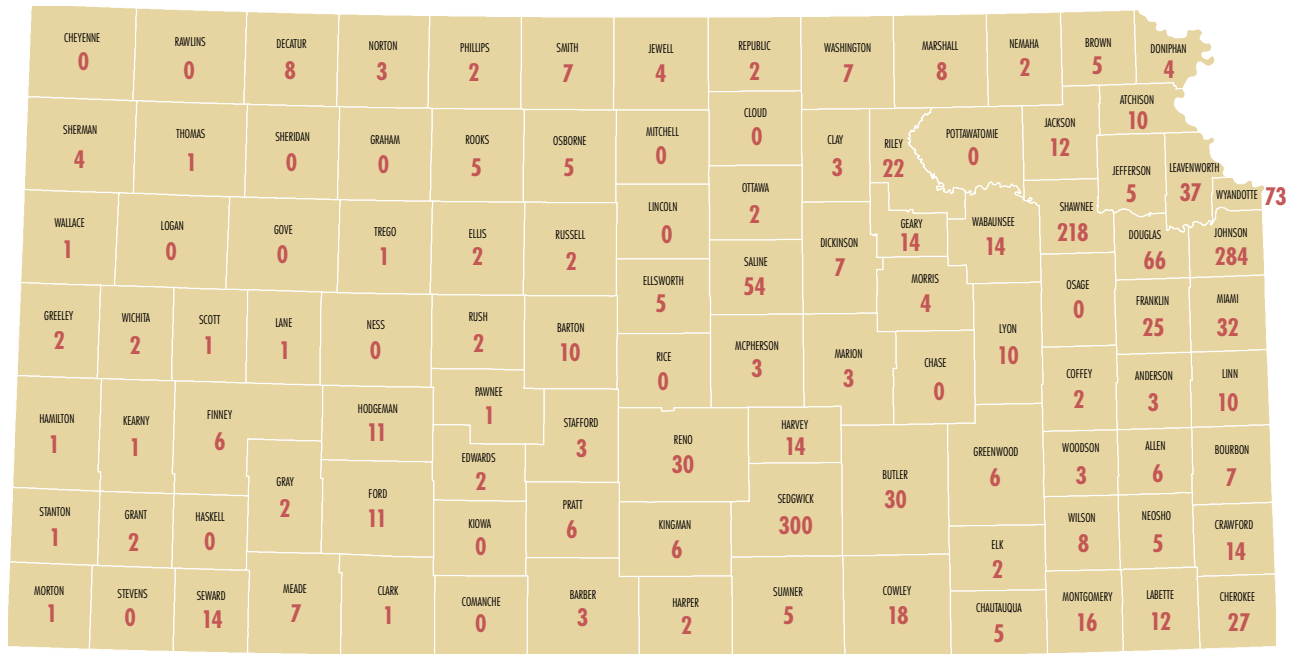 CHEYENNE
0
RAWLINS
0
DECATUR
8
NORTON
3
PHILLIPS
2
SMITH
7
JEWELL
4
REPUBLIC
2
WASHINGTON
7
MARSHALL
8
NEMAHA
2
BROWN
5
DONIPHAN
4
SHERMAN
4
THOMAS
1
SHERIDAN
0
GRAHAM
0
ROOKS
5
OSBORNE
5
MITCHELL
0
CLOUD
0
CLAY
3
RILEY
22
POTTAWATOMIE
0
JACKSON
12
ATCHISON
10
JEFFERSON
5
LEAVENWORTH
37
WYANDOTTE 73
WALLACE
1
LOGAN
0
GOVE
0
TREGO
1
ELLIS
2
RUSSELL
2
LINCOLN
0
OTTAWA
2
SALINE
54
DICKINSON
7
GEARY
14
WABAUNSEE
14
SHAWNEE
218
DOUGLAS
66
JOHNSON
284
ELLSWORTH
5
MORRIS
4
OSAGE
0
FRANKLIN
25
MIAMI
32
GREELEY
2
WICHITA
2
SCOTT
1
LANE
1
NESS
0
RUSH
2
BARTON
10
RICE
0
MCPHERSON
3
MARION
3
CHASE
0
LYON
10
COFFEY
2
ANDERSON
3
LINN
10
HAMILTON
1
KEARNY
1
FINNEY
6
HODGEMAN
11
PAWNEE
1
STAFFORD
3
RENO
30
HARVEY
14
BUTLER
30
GREENWOOD
6
WOODSON
3
ALLEN
6
BOURBON
7
GRAY
2
FORD
11
EDWARDS
2
PRATT
6
KINGMAN
6
SEDGWICK
300
STANTON
1
GRANT
2
HASKELL
0
KIOWA
0
ELK
2
WILSON
8
NEOSHO
5
CRAWFORD
14
MORTON
1
STEVENS
0
SEWARD
14
MEADE
7
CLARK
1
COMANCHE
0
BARBER
3
HARPER
2
SUMNER
5
COWLEY
18
CHAUTAUQUA
5
MONTGOMERY
16
LABETTE
12
CHEROKEE
27